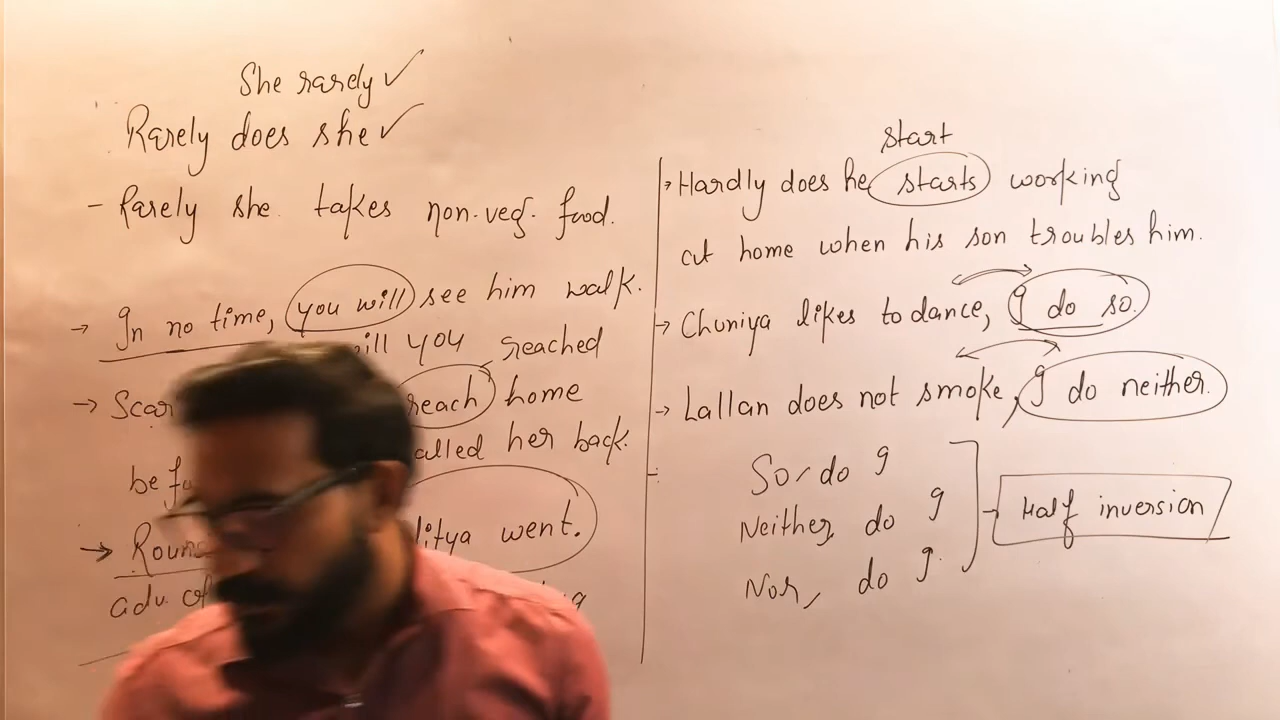 She rarely ✓
Rarely does she ✓
- Rarely she takes non-veg. food.
→ In no time, you will see him walk.
will you
reached
→ Scar reach home
be fa alled her back.
→ Roun ditya went.
adv. of
start
→ Hardly does he starts working
at home when his son troubles him.
→ Chuniya likes to dance, I do so.
→ Lallan does not smoke, I do neither.
So, do I
Neither, do I
Nor, do I.
Half inversion